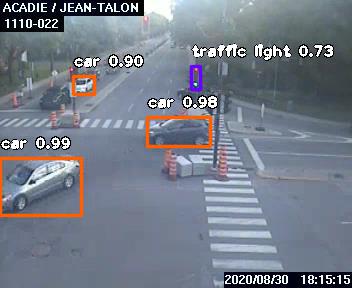 ACADIE / JEAN-TALON
1110-022
car 0.90
traffic light 0.73
car 0.98
car 0.99
2020/08/30 18:15:15